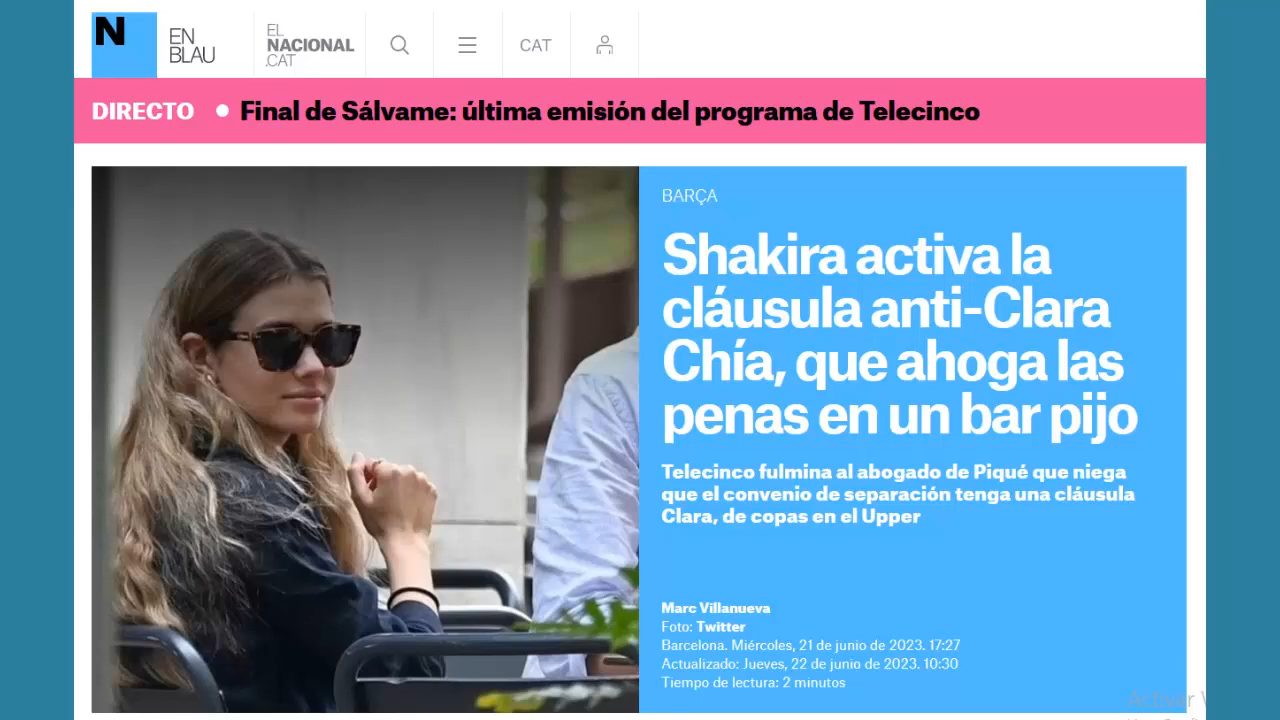 N
EN
BLAU
EL
NACIONAL
.CAT
CAT
DIRECTO • Final de Sálvame: última emisión del programa de Telecinco
BARÇA
Shakira activa la
cláusula anti-Clara
Chía, que ahoga las
penas en un bar pijo
Telecinco fulmina al abogado de Piqué que niega
que el convenio de separación tenga una cláusula
Clara, de copas en el Upper
Marc Villanueva
Foto: Twitter
Barcelona. Miércoles, 21 de junio de 2023. 17:27
Actualizado: Jueves, 22 de junio de 2023. 10:30
Tiempo de lectura: 2 minutos
Activar